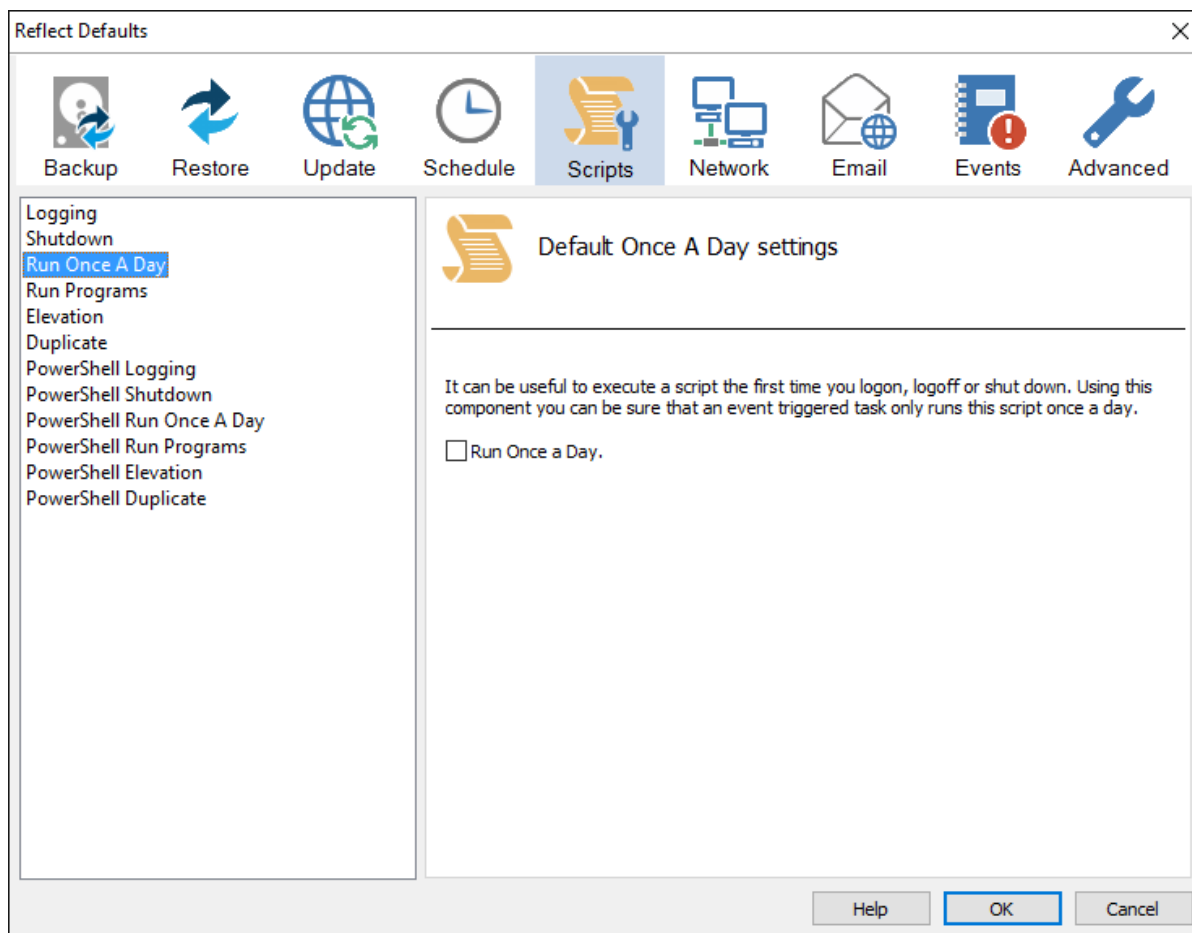 Reflect Defaults
Backup Restore Update Schedule Scripts Network Email Events Advanced
Logging
Shutdown
Run Once A Day
Run Programs
Elevation
Duplicate
PowerShell Logging
PowerShell Shutdown
PowerShell Run Once A Day
PowerShell Run Programs
PowerShell Elevation
PowerShell Duplicate
Default Once A Day settings
It can be useful to execute a script the first time you logon, logoff or shut down. Using this
component you can be sure that an event triggered task only runs this script once a day.
Run Once a Day.
Help OK Cancel